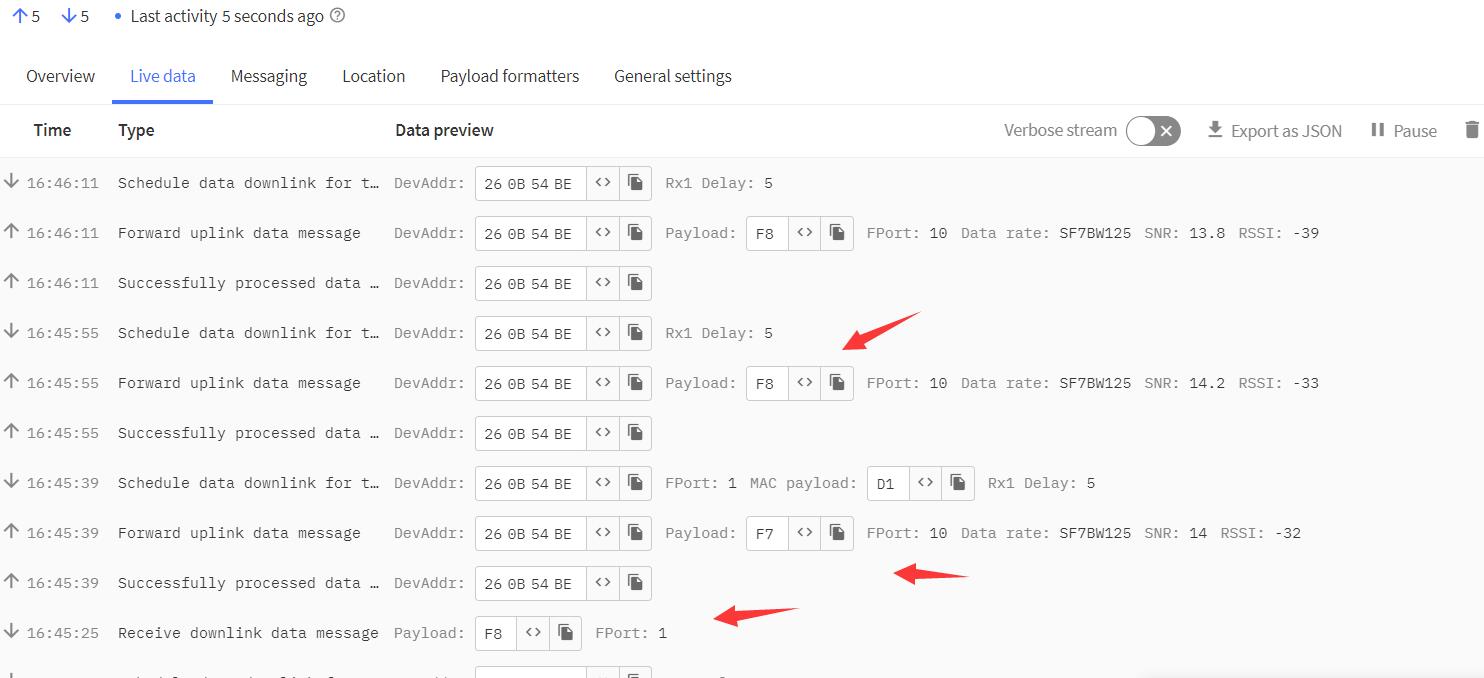 5 5 Last activity 5 seconds ago
Overview Live data Messaging Location Payload formatters General settings
Time Type Data preview Verbose stream Export as JSON Pause
16:46:11 Schedule data downlink for t… DevAddr: 26 0B 54 BE <> Rx1 Delay: 5
16:46:11 Forward uplink data message DevAddr: 26 0B 54 BE <> Payload: F8 <> FPort: 10 Data rate: SF7BW125 SNR: 13.8 RSSI: -39
16:46:11 Successfully processed data … DevAddr: 26 0B 54 BE <>
16:45:55 Schedule data downlink for t… DevAddr: 26 0B 54 BE <> Rx1 Delay: 5
16:45:55 Forward uplink data message DevAddr: 26 0B 54 BE <> Payload: F8 <> FPort: 10 Data rate: SF7BW125 SNR: 14.2 RSSI: -33
16:45:55 Successfully processed data … DevAddr: 26 0B 54 BE <>
16:45:39 Schedule data downlink for t… DevAddr: 26 0B 54 BE <> FPort: 1 MAC payload: D1 <> Rx1 Delay: 5
16:45:39 Forward uplink data message DevAddr: 26 0B 54 BE <> Payload: F7 <> FPort: 10 Data rate: SF7BW125 SNR: 14 RSSI: -32
16:45:39 Successfully processed data … DevAddr: 26 0B 54 BE <>
16:45:25 Receive downlink data message Payload: F8 <> FPort: 1